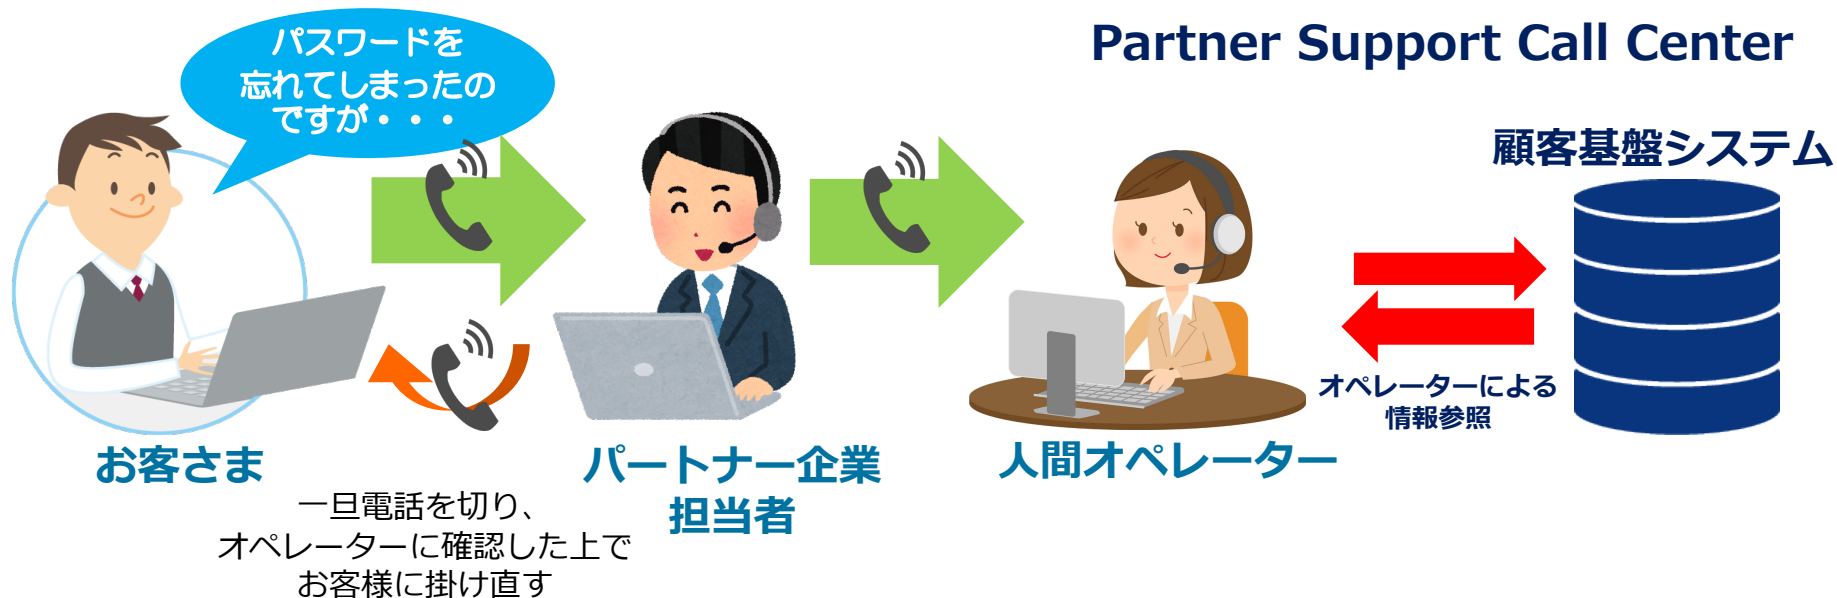 パスワードを
忘れてしまったの
ですが・・・
Partner Support Call Center
顧客基盤システム
オペレーターによる
情報参照
お客さま
パートナー企業
担当者
人間オペレーター
一旦電話を切り、
オペレーターに確認した上で
お客様に掛け直す